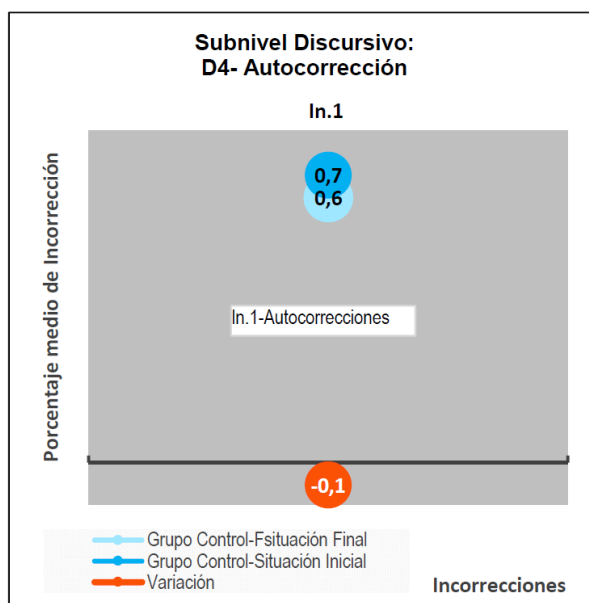 Subnivel Discursivo:
D4- Autocorrección
In.1
Porcentaje medio de Incorrección
0,7
0,6
In.1-Autocorrecciones
-0,1
Grupo Control-Fsituación Final
Grupo Control-Situación Inicial
Variación
Incorrecciones